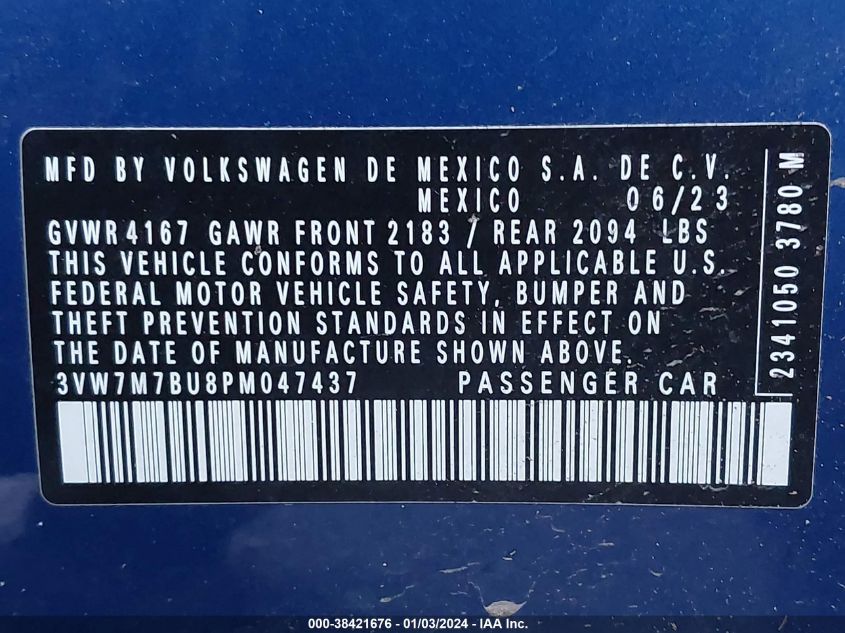 MFD BY VOLKSWAGEN DE MEXICO S.A. DE C.V.
MEXICO 06/23
GVWR 4167 GAWR FRONT 2183 / REAR 2094 LBS
THIS VEHICLE CONFORMS TO ALL APPLICABLE U.S.
FEDERAL MOTOR VEHICLE SAFETY, BUMPER AND
THEFT PREVENTION STANDARDS IN EFFECT ON
THE DATE OF MANUFACTURE SHOWN ABOVE.
3VW7M7BU8PM047437 PASSENGER CAR
2341050 3780 M
000-38421676 - 01/03/2024 - IAA Inc.